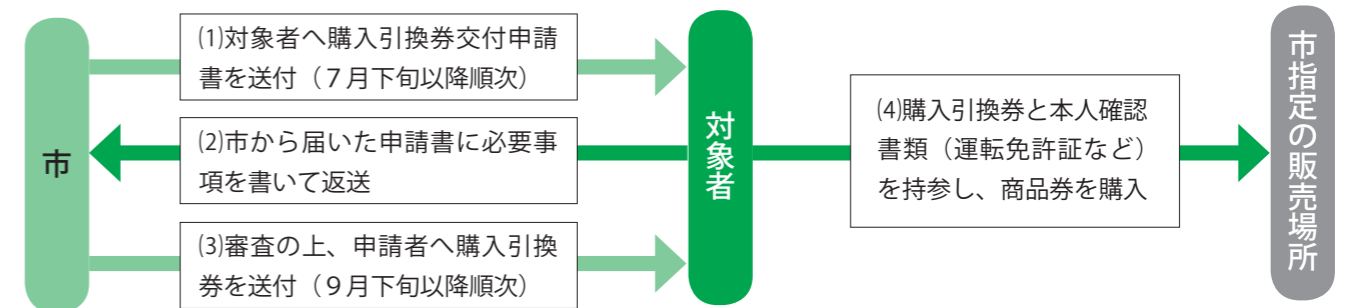 市
⑴対象者へ購入引換券交付申請
書を送付（７月下旬以降順次）
⑵市から届いた申請書に必要事
項を書いて返送
⑶審査の上、申請者へ購入引換
券を送付（９月下旬以降順次）
対象者
⑷購入引換券と本人確認
書類（運転免許証など）
を持参し、商品券を購入
市指定の販売場所